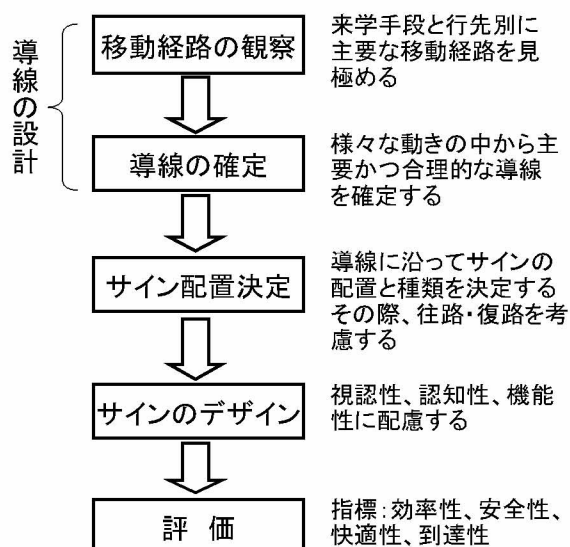 導線の設計
移動経路の観察
来学手段と行先別に
主要な移動経路を見
極める
導線の確定
様々な動きの中から主
要かつ合理的な導線
を確定する
サイン配置決定
導線に沿ってサインの
配置と種類を決定する
その際、往路・復路を考
慮する
サインのデザイン
視認性、認知性、機能
性に配慮する
評 価
指標：効率性、安全性、
快適性、到達性